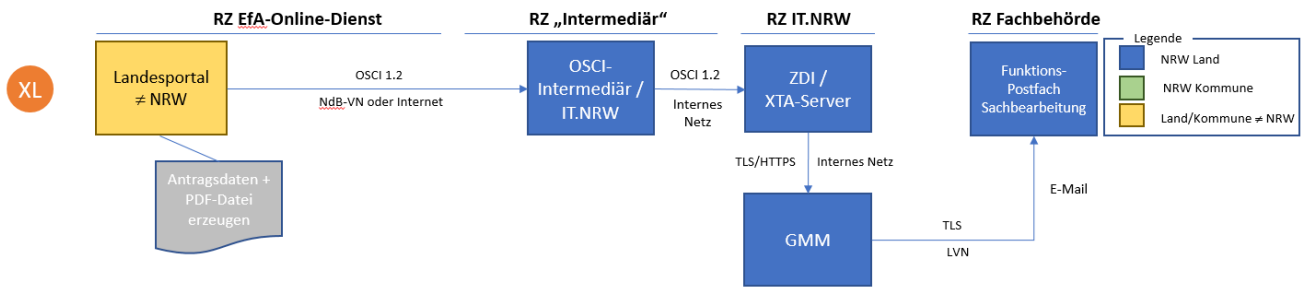 RZ EfA-Online-Dienst
RZ „Intermediär“
RZ IT.NRW
RZ Fachbehörde
XL
Landesportal
≠ NRW
OSCI 1.2
NdB-VN oder Internet
OSCI-
Intermediär /
IT.NRW
OSCI 1.2
Internes
Netz
ZDI /
XTA-Server
Funktions-
Postfach
Sachbearbeitung
Legende
NRW Land
NRW Kommune
Land/Kommune ≠ NRW
Antragsdaten +
PDF-Datei
erzeugen
TLS/HTTPS
Internes Netz
GMM
TLS
LVN
E-Mail